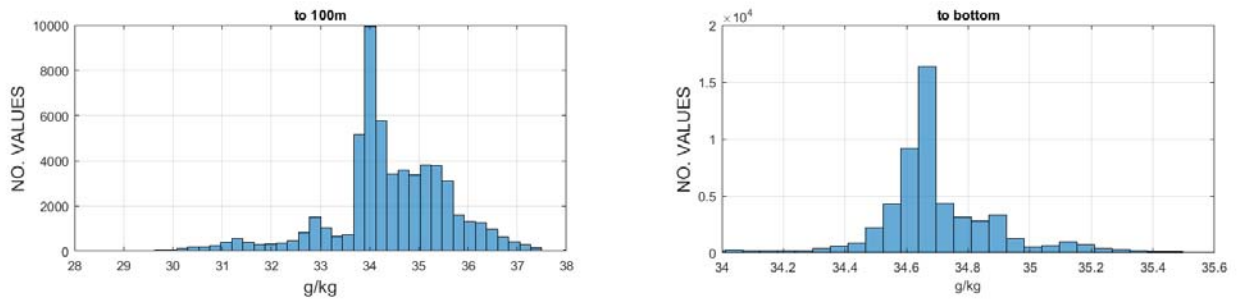 to 100m
10000
8000
6000
4000
2000
0
NO. VALUES
28 29 30 31 32 33 34 35 36 37 38
g/kg
to bottom
× 10⁴
2
1.5
1
0.5
0
NO. VALUES
34 34.2 34.4 34.6 34.8 35 35.2 35.4 35.6
g/kg